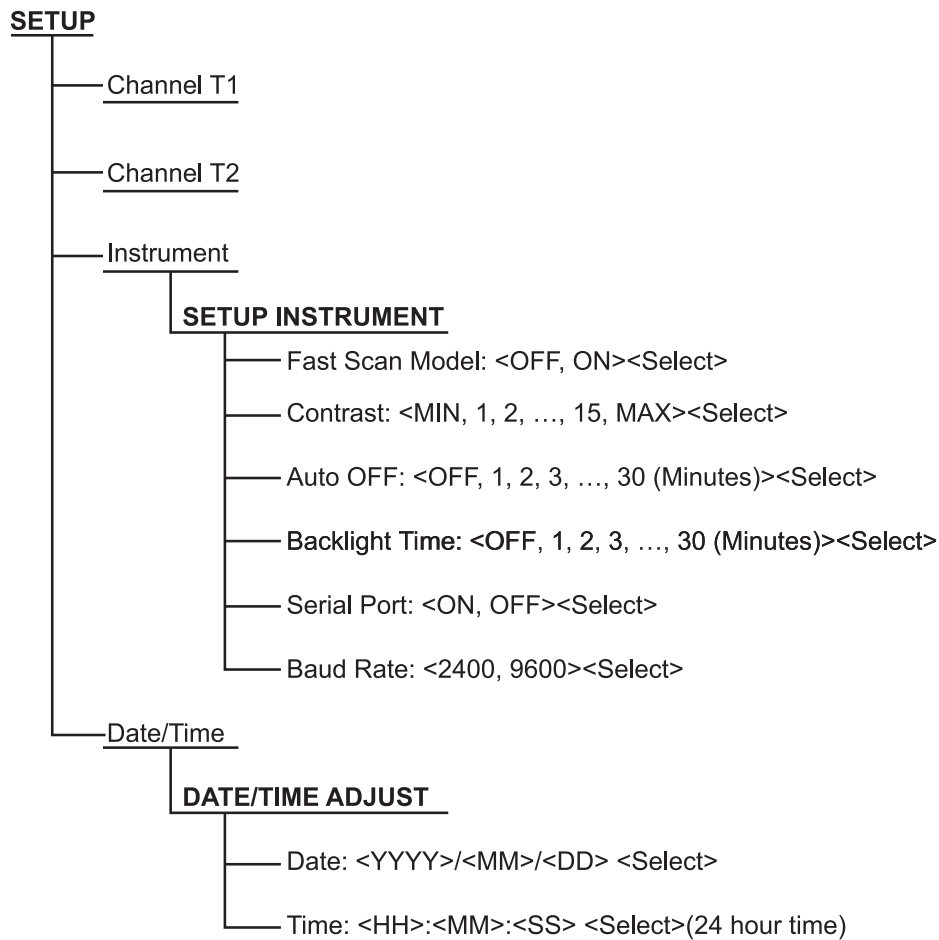 SETUP
Channel T1
Channel T2
Instrument
SETUP INSTRUMENT
Fast Scan Model: <OFF, ON><Select>
Contrast: <MIN, 1, 2, …, 15, MAX><Select>
Auto OFF: <OFF, 1, 2, 3, …, 30 (Minutes)><Select>
Backlight Time: <OFF, 1, 2, 3, …, 30 (Minutes)><Select>
Serial Port: <ON, OFF><Select>
Baud Rate: <2400, 9600><Select>
Date/Time
DATE/TIME ADJUST
Date: <YYYY>/<MM>/<DD> <Select>
Time: <HH>:<MM>:<SS> <Select>(24 hour time)